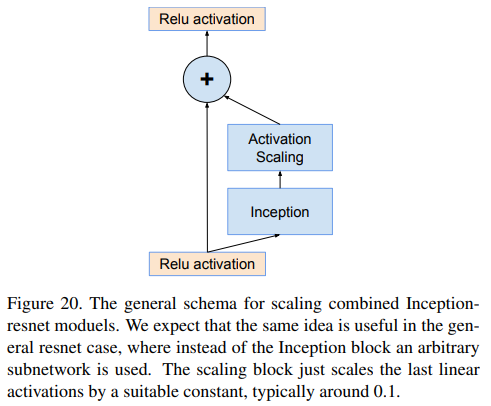 Relu activation
+
Activation
Scaling
Inception
Relu activation
Figure 20. The general schema for scaling combined Inception-
resnet moduels. We expect that the same idea is useful in the gen-
eral resnet case, where instead of the Inception block an arbitrary
subnetwork is used. The scaling block just scales the last linear
activations by a suitable constant, typically around 0.1.